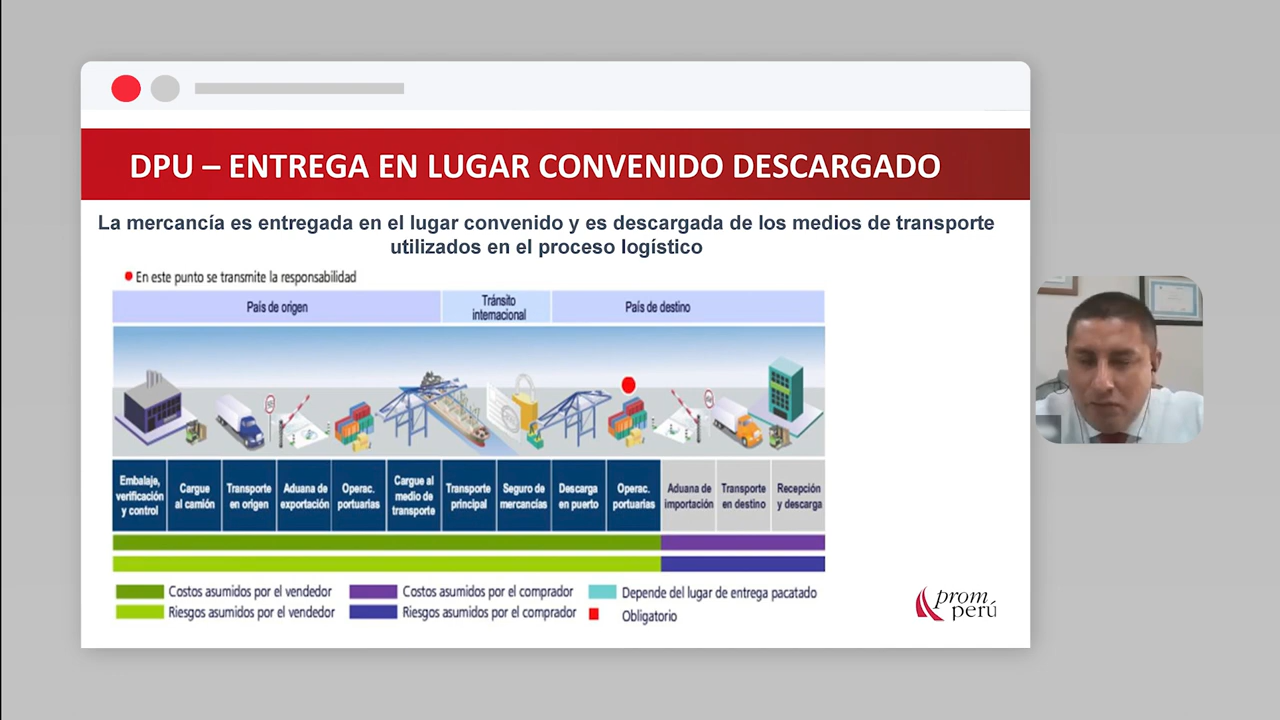 DPU – ENTREGA EN LUGAR CONVENIDO DESCARGADO
La mercancía es entregada en el lugar convenido y es descargada de los medios de transporte
utilizados en el proceso logístico
En este punto se transmite la responsabilidad
País de origen
Tránsito
internacional
País de destino
Embalaje,
verificación
y control
Cargue
al camión
Transporte
en origen
Aduana de
exportación
Operac.
portuarias
Cargue al
medio de
transporte
Transporte
principal
Seguro de
mercancías
Descarga
en puerto
Operac.
portuarias
Aduana de
importación
Transporte
en destino
Recepción
y descarga
Costos asumidos por el vendedor
Costos asumidos por el comprador
Depende del lugar de entrega pacatado
Riesgos asumidos por el vendedor
Riesgos asumidos por el comprador
Obligatorio
prom
perú